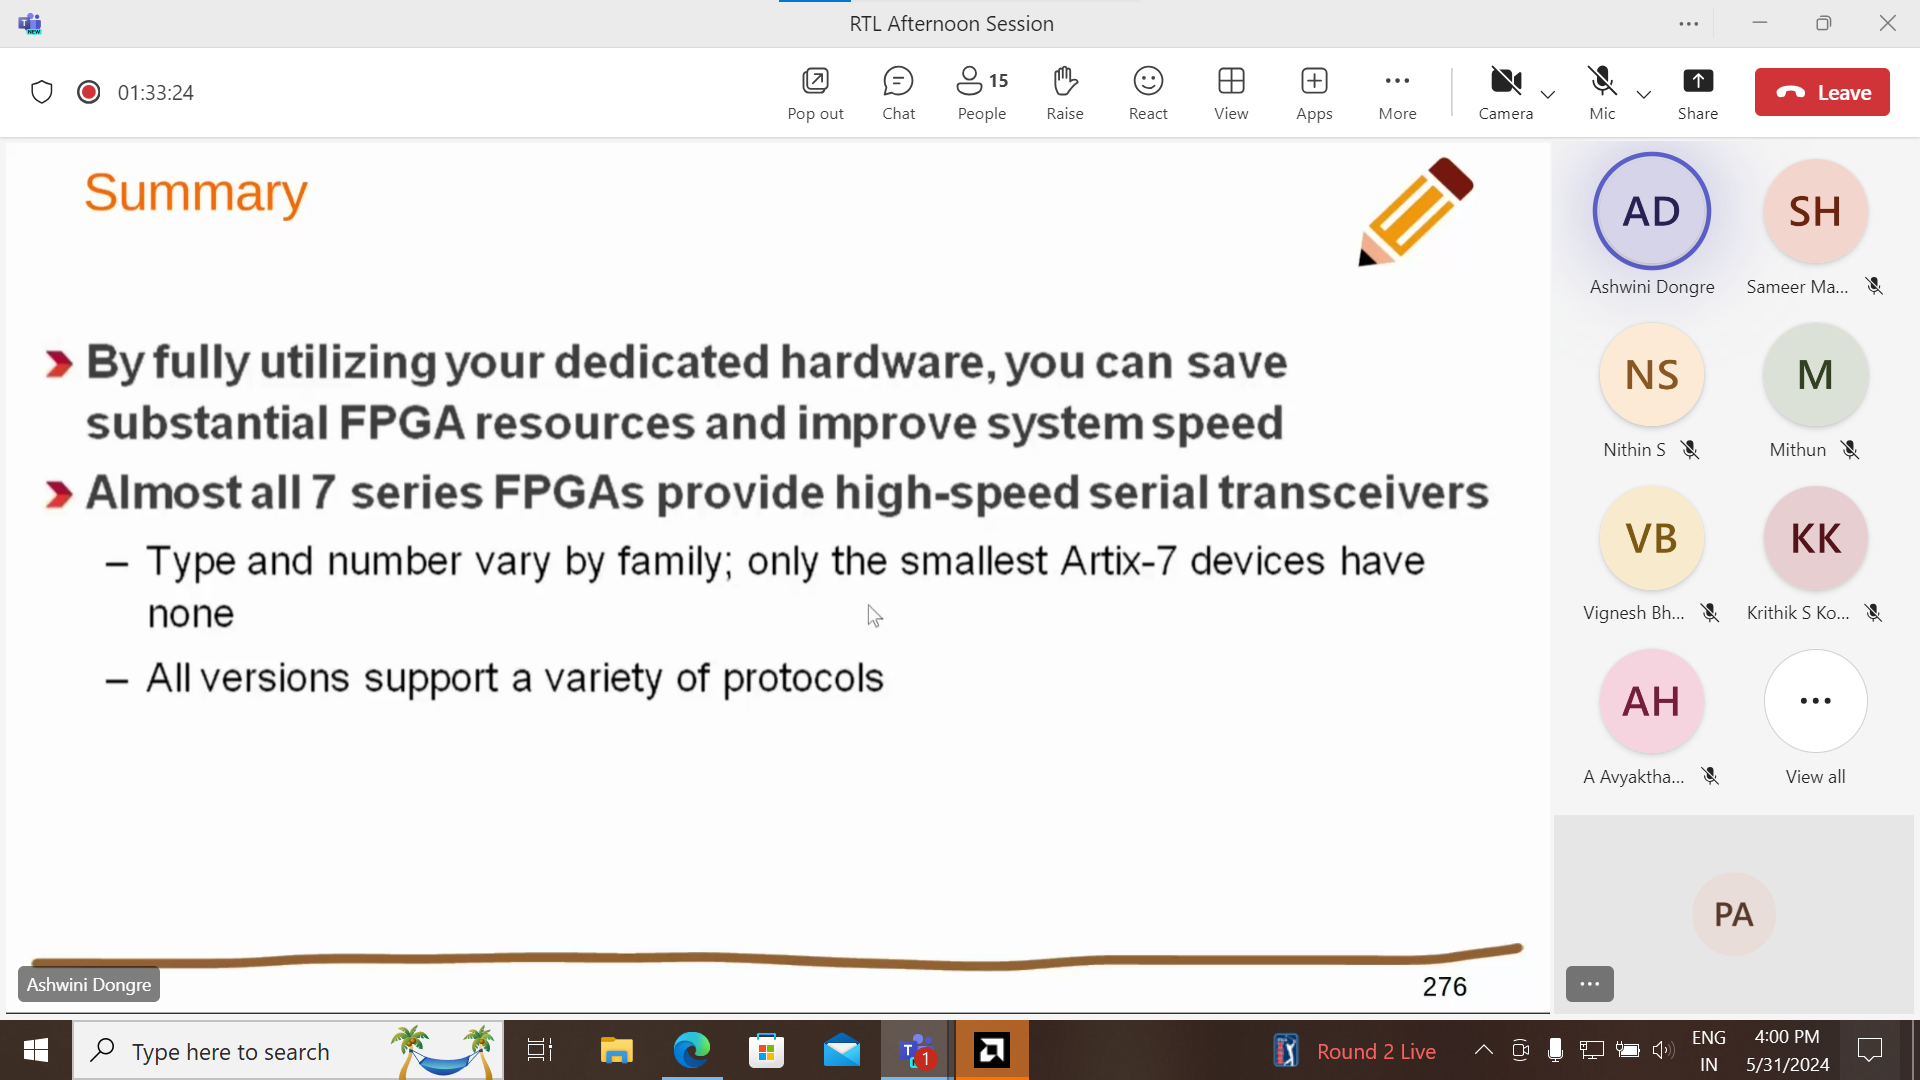 RTL Afternoon Session
NEW
01:33:24
Pop out
Chat
15
People
Raise
React
View
Apps
More
Camera
Mic
Share
Leave
Summary
By fully utilizing your dedicated hardware, you can save
substantial FPGA resources and improve system speed
Almost all 7 series FPGAs provide high-speed serial transceivers
– Type and number vary by family; only the smallest Artix-7 devices have
none
– All versions support a variety of protocols
276
Ashwini Dongre
AD
Ashwini Dongre
SH
Sameer Ma...
NS
Nithin S
M
Mithun
VB
Vignesh Bh...
KK
Krithik S Ko...
AH
A Avyaktha...
View all
PA
Type here to search
1
Round 2 Live
ENG
IN
4:00 PM
5/31/2024